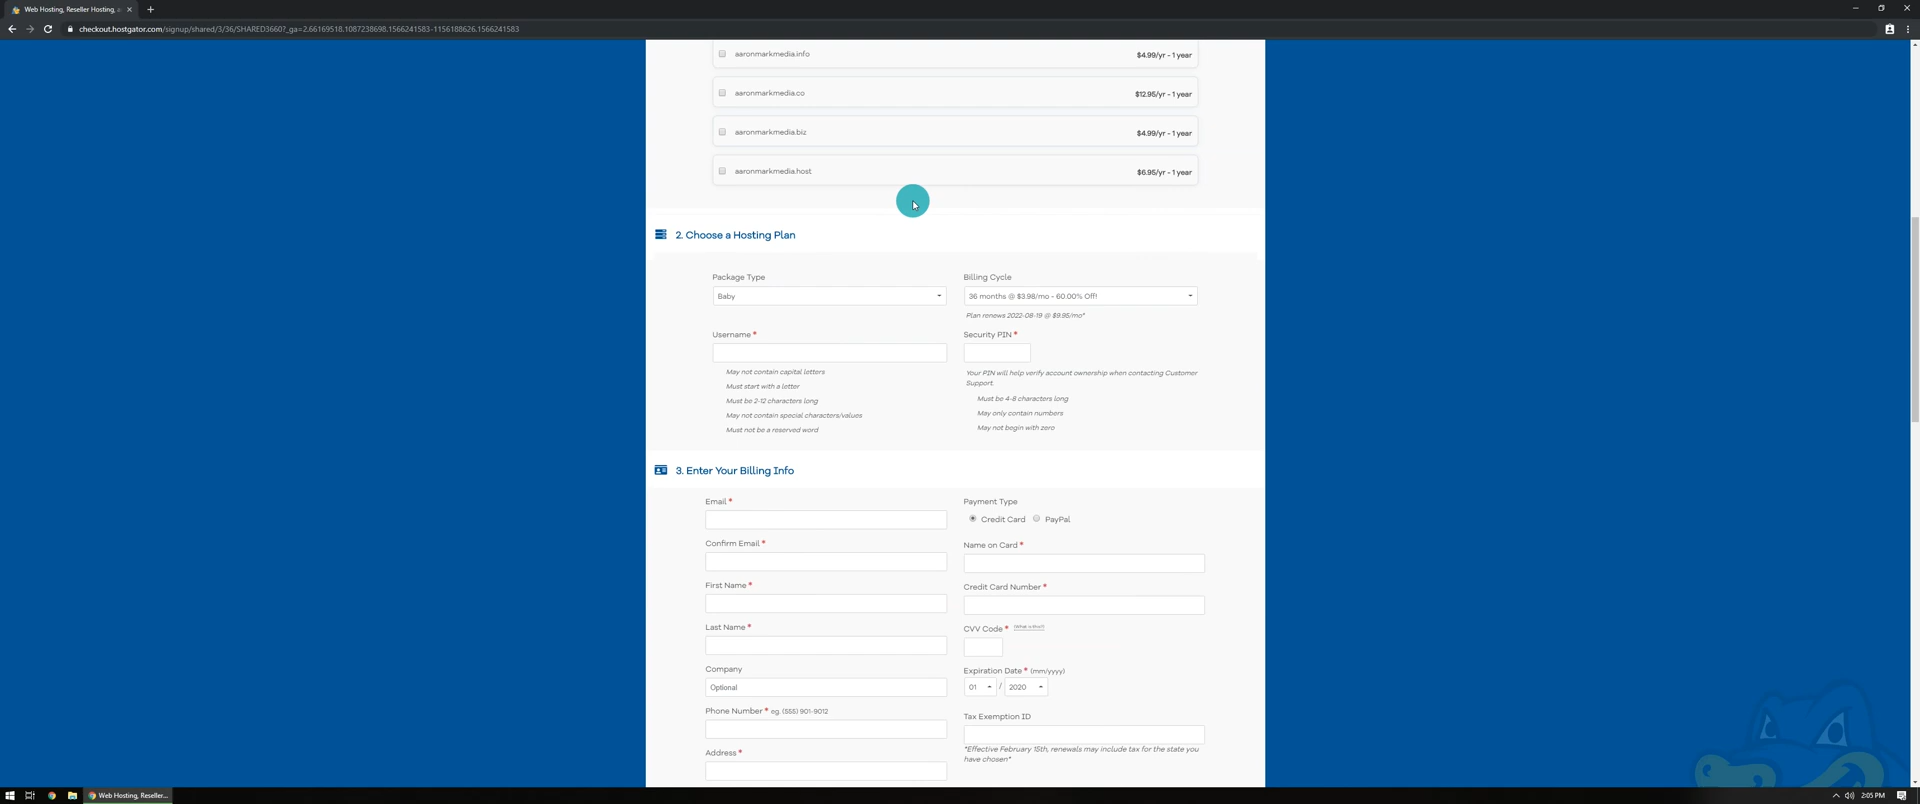 Web Hosting, Reseller Hosting, a
checkout.hostgator.com/signup/shared/3/36/SHARED3660?_ga=2.66169518.1087238698.1566241583-1156188626.1566241583
aaronmarkmedia.info $4.99/yr - 1 year
aaronmarkmedia.co $12.95/yr - 1 year
aaronmarkmedia.biz $4.99/yr - 1 year
aaronmarkmedia.host $6.95/yr - 1 year
2. Choose a Hosting Plan
Package Type Billing Cycle
Baby 36 months @ $3.98/mo - 60.00% Off!
Plan renews 2022-08-19 @ $9.95/mo*
Username * Security PIN *
May not contain capital letters
Must start with a letter
Must be 2-12 characters long
May not contain special characters/values
Must not be a reserved word
Your PIN will help verify account ownership when contacting Customer
Support.
Must be 4-8 characters long
May only contain numbers
May not begin with zero
3. Enter Your Billing Info
Email * Payment Type
Credit Card PayPal
Confirm Email * Name on Card *
First Name * Credit Card Number *
Last Name * CVV Code * (What is this?)
Company Expiration Date * (mm/yyyy)
Optional 01 / 2020
Phone Number * eg. (555) 901-9012 Tax Exemption ID
*Effective February 15th, renewals may include tax for the state you
have chosen*
Address *
Web Hosting, Reseller...
2:05 PM